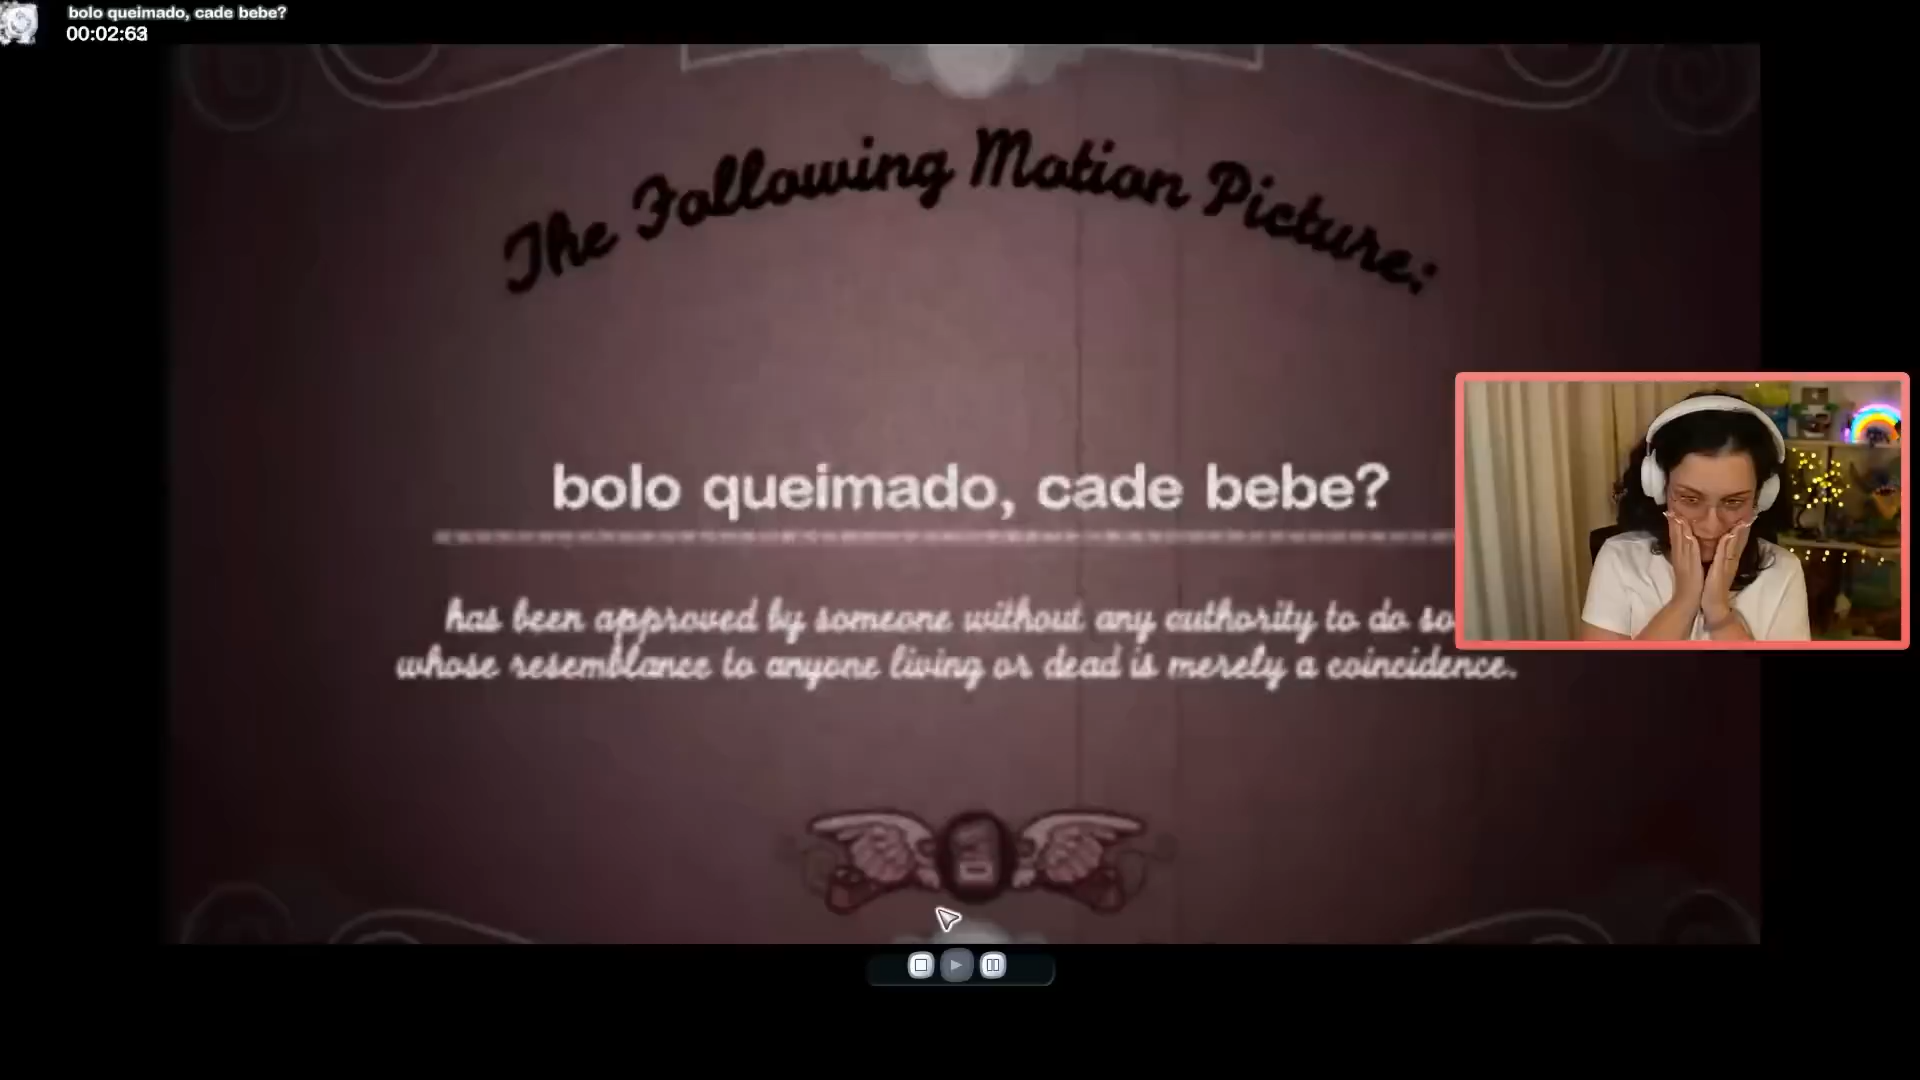 bolo queimado, cade bebe?
00:02:63
The Following Motion Picture:
bolo queimado, cade bebe?
has been approved by someone without any authority to do so
whose resemblance to anyone living or dead is merely a coincidence.